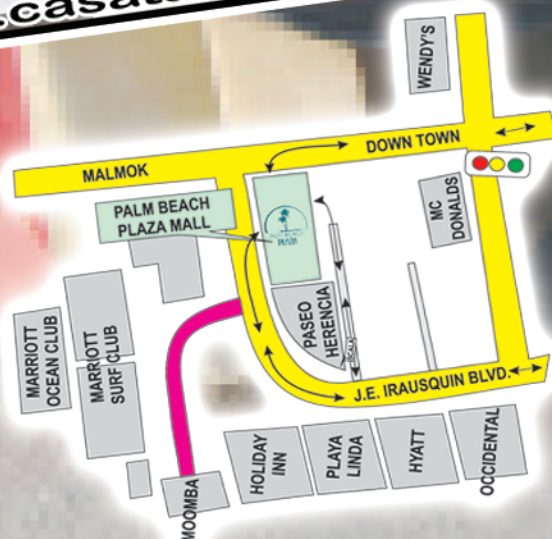 .casat
WENDY'S
DOWN TOWN
MALMOK
PALM BEACH
PLAZA MALL
PLAZA
MC
DONALDS
PASEO
HERENCIA
MARRIOTT
OCEAN CLUB
MARRIOTT
SURF CLUB
J.E. IRAUSQUIN BLVD.
MOOMBA
HOLIDAY
INN
PLAYA
LINDA
HYATT
OCCIDENTAL